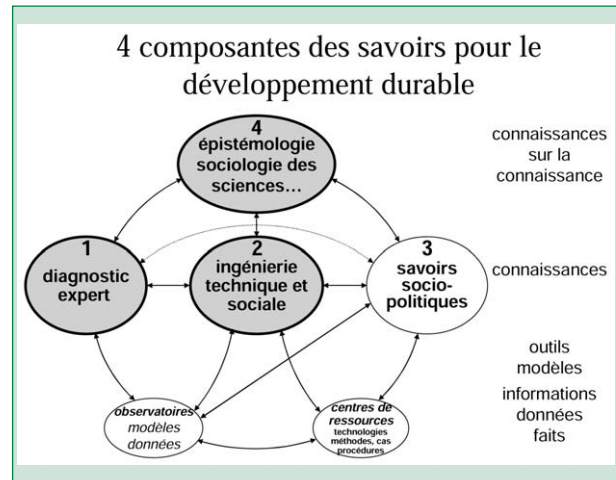 4 composantes des savoirs pour le
développement durable
4
épistémologie
sociologie des
sciences…
connaissances
sur la
connaissance
1
diagnostic
expert
2
ingénierie
technique et
sociale
3
savoirs
socio-
politiques
connaissances
observatoires
modèles
données
centres de
ressources
technologies
méthodes, cas
procédures
outils
modèles
informations
données
faits